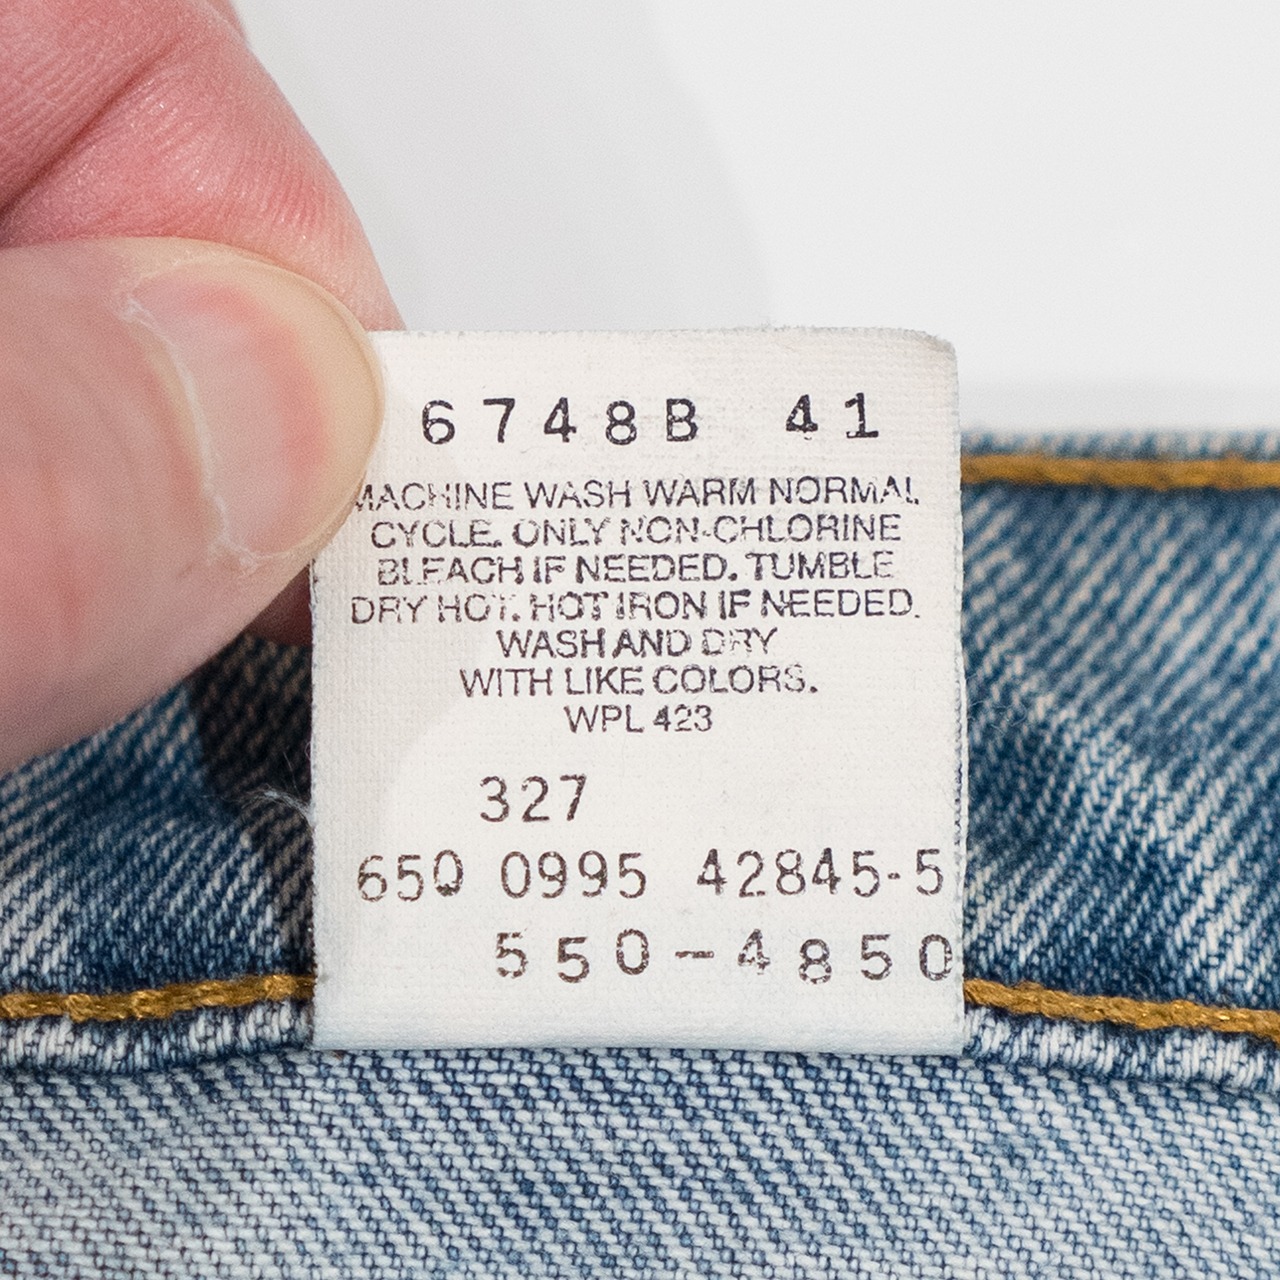 6748B 41
MACHINE WASH WARM NORMAL
CYCLE. ONLY NON-CHLORINE
BLEACH IF NEEDED. TUMBLE
DRY HOT. HOT IRON IF NEEDED.
WASH AND DRY
WITH LIKE COLORS.
WPL 423
327
650 0995 42845-5
550-4850